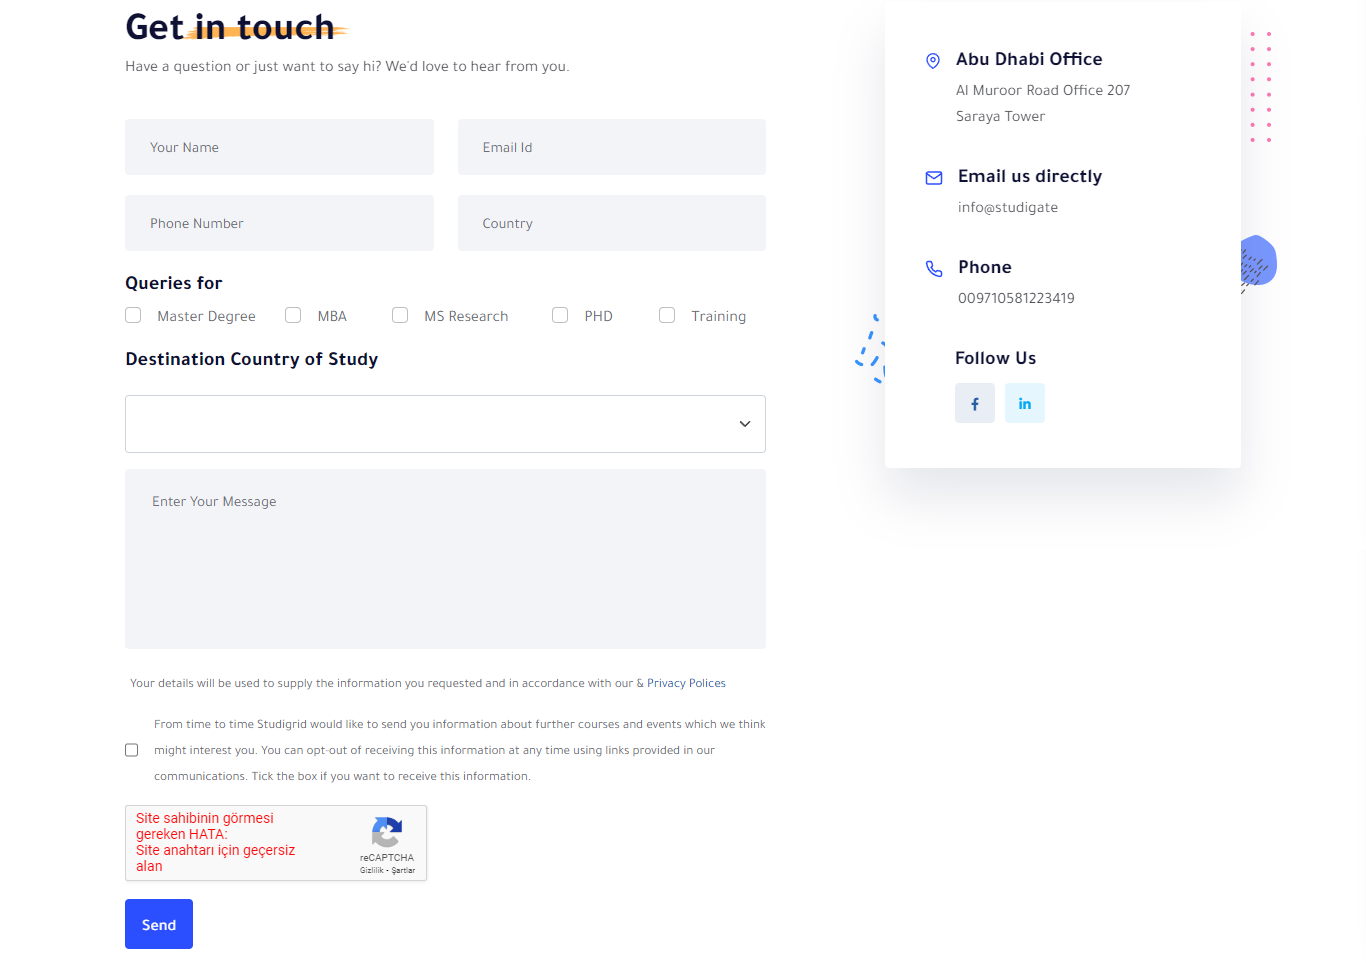 Get in touch
Have a question or just want to say hi? We'd love to hear from you.
Your Name
Email Id
Phone Number
Country
Queries for
Master Degree
MBA
MS Research
PHD
Training
Destination Country of Study
Enter Your Message
Your details will be used to supply the information you requested and in accordance with our & Privacy Polices
From time to time Studigrid would like to send you information about further courses and events which we think
might interest you. You can opt-out of receiving this information at any time using links provided in our
communications. Tick the box if you want to receive this information.
Site sahibinin görmesi
gereken HATA:
Site anahtarı için geçersiz
alan
reCAPTCHA
Gizlilik - Şartlar
Send
Abu Dhabi Office
Al Muroor Road Office 207
Saraya Tower
Email us directly
info@studigate
Phone
009710581223419
Follow Us